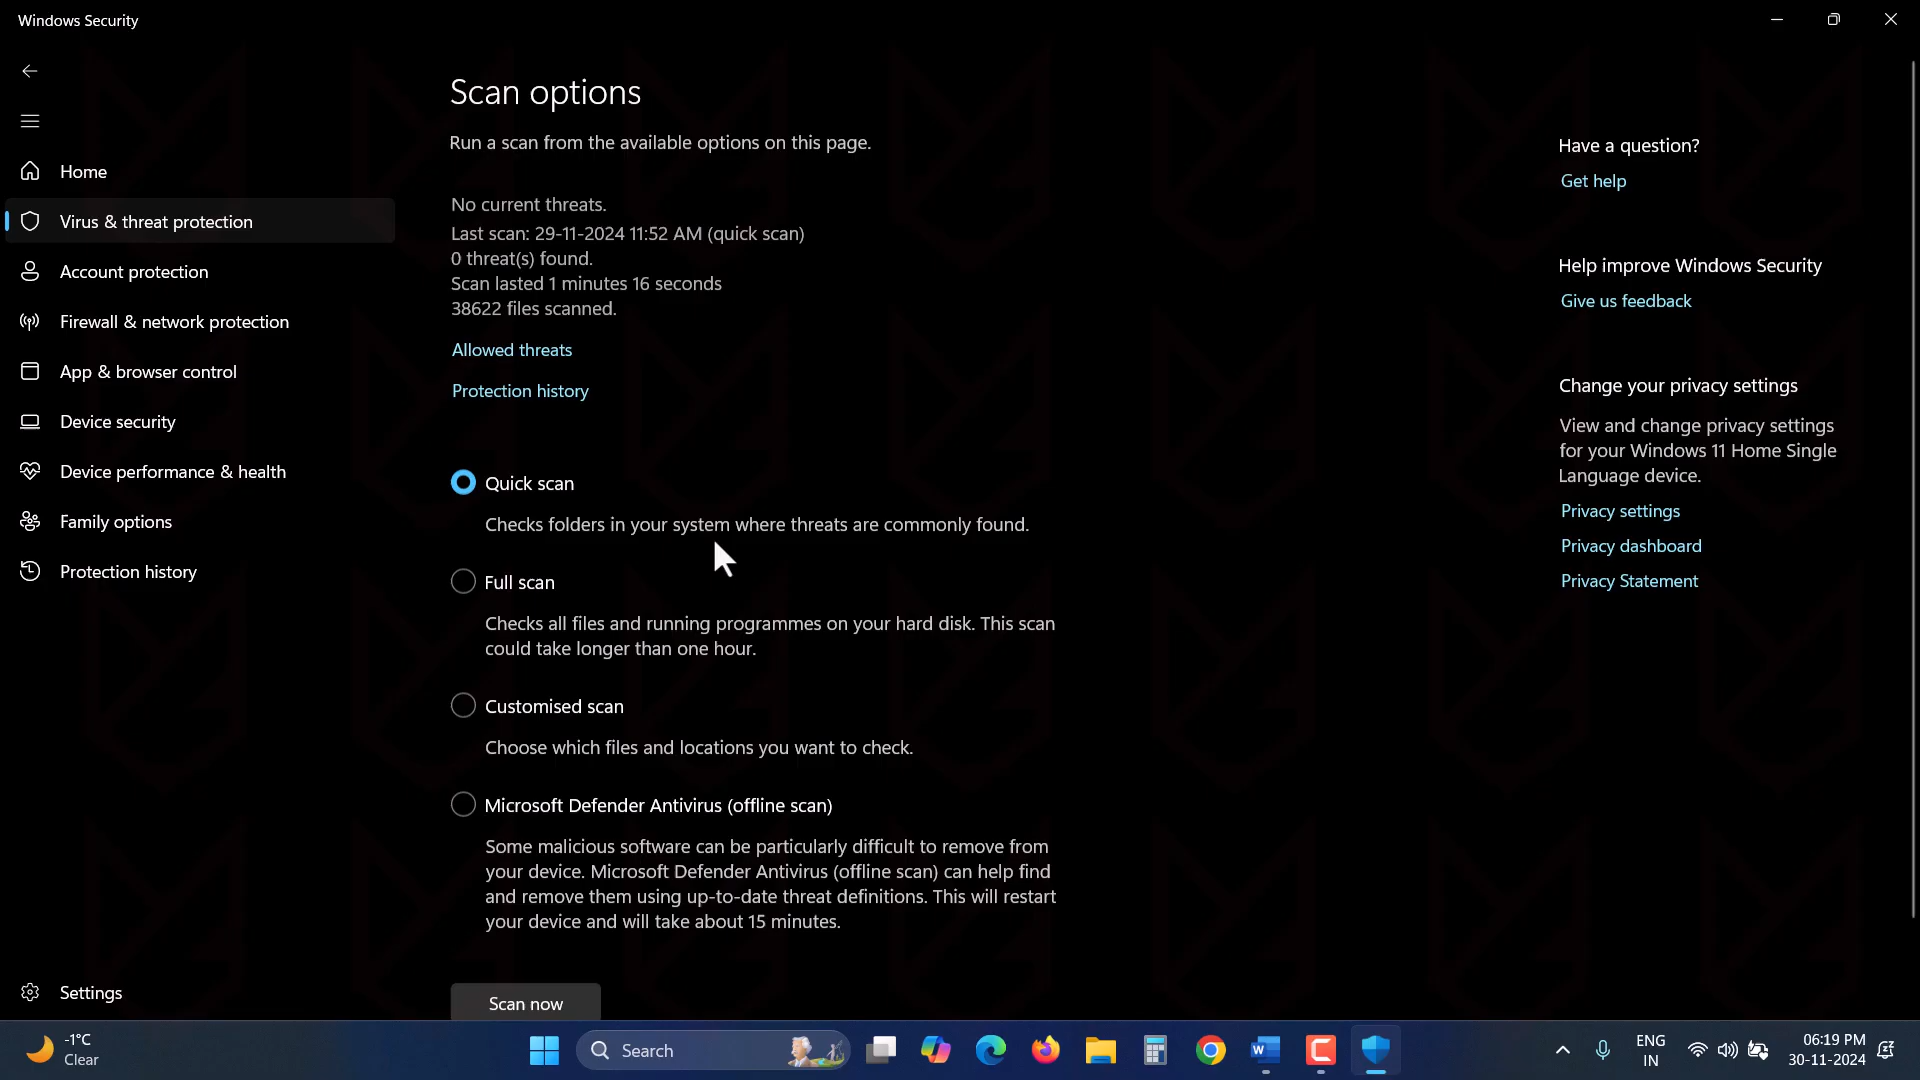 Windows Security
Home
Virus & threat protection
Account protection
Firewall & network protection
App & browser control
Device security
Device performance & health
Family options
Protection history
Settings
Scan options
Run a scan from the available options on this page.
No current threats.
Last scan: 29-11-2024 11:52 AM (quick scan)
0 threat(s) found.
Scan lasted 1 minutes 16 seconds
38622 files scanned.
Allowed threats
Protection history
Quick scan
Checks folders in your system where threats are commonly found.
Full scan
Checks all files and running programmes on your hard disk. This scan
could take longer than one hour.
Customised scan
Choose which files and locations you want to check.
Microsoft Defender Antivirus (offline scan)
Some malicious software can be particularly difficult to remove from
your device. Microsoft Defender Antivirus (offline scan) can help find
and remove them using up-to-date threat definitions. This will restart
your device and will take about 15 minutes.
Scan now
Have a question?
Get help
Help improve Windows Security
Give us feedback
Change your privacy settings
View and change privacy settings
for your Windows 11 Home Single
Language device.
Privacy settings
Privacy dashboard
Privacy Statement
-1°C
Clear
Search
W
C
ENG
IN
06:19 PM
30-11-2024